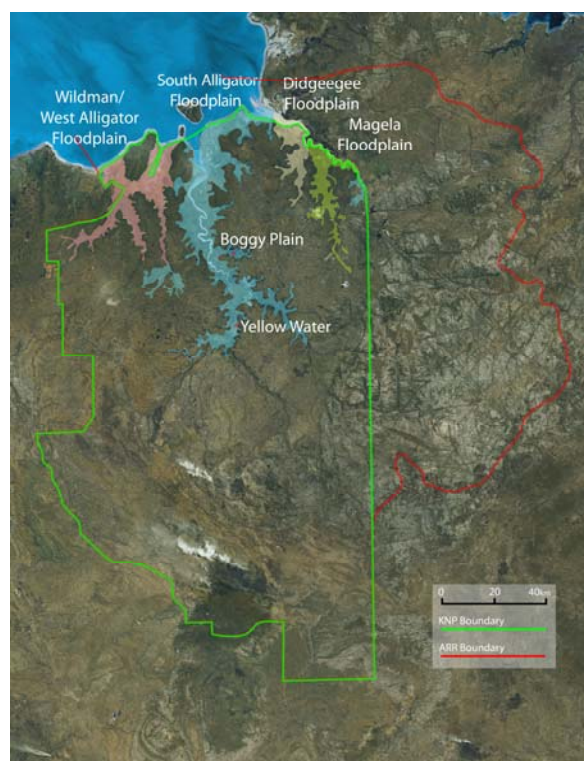 South Alligator
Floodplain
Didgeegee
Floodplain
Wildman/
West Alligator
Floodplain
Magela
Floodplain
Boggy Plain
Yellow Water
0 20 40km
KNP Boundary
ARR Boundary